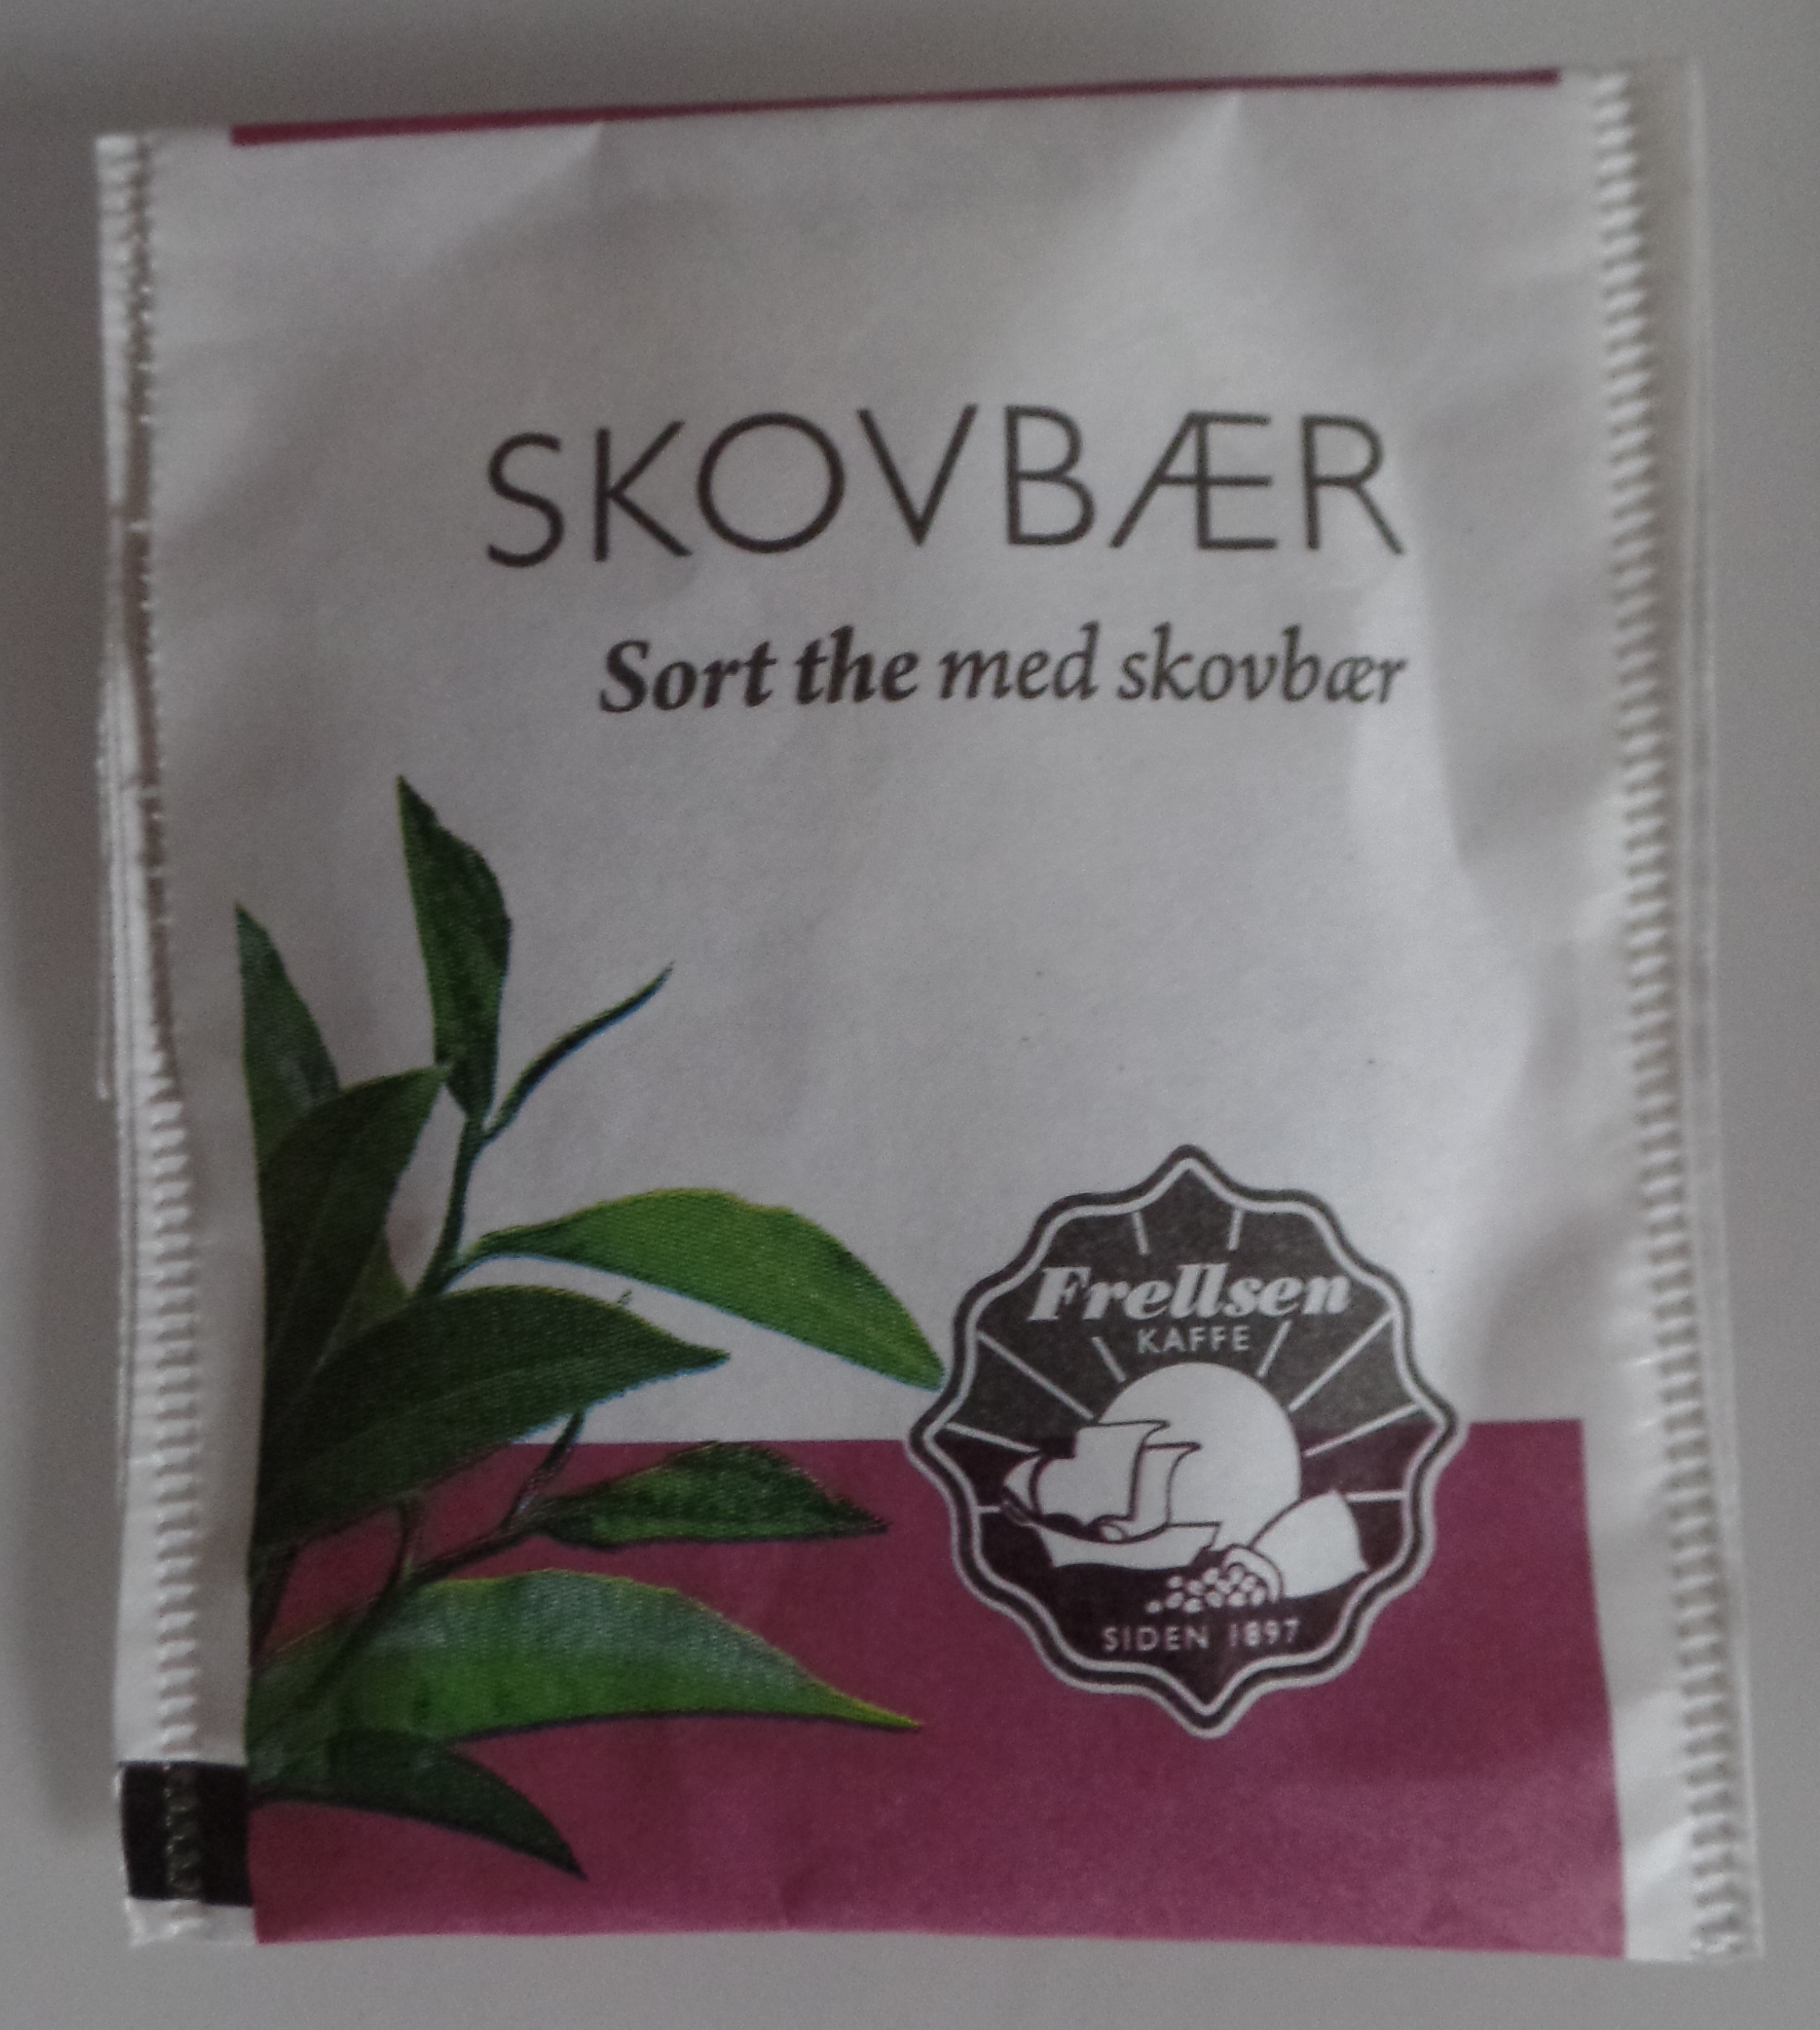 SKOVBÆR
Sort the med skovbær
Frellsen
KAFFE
SIDEN 1897